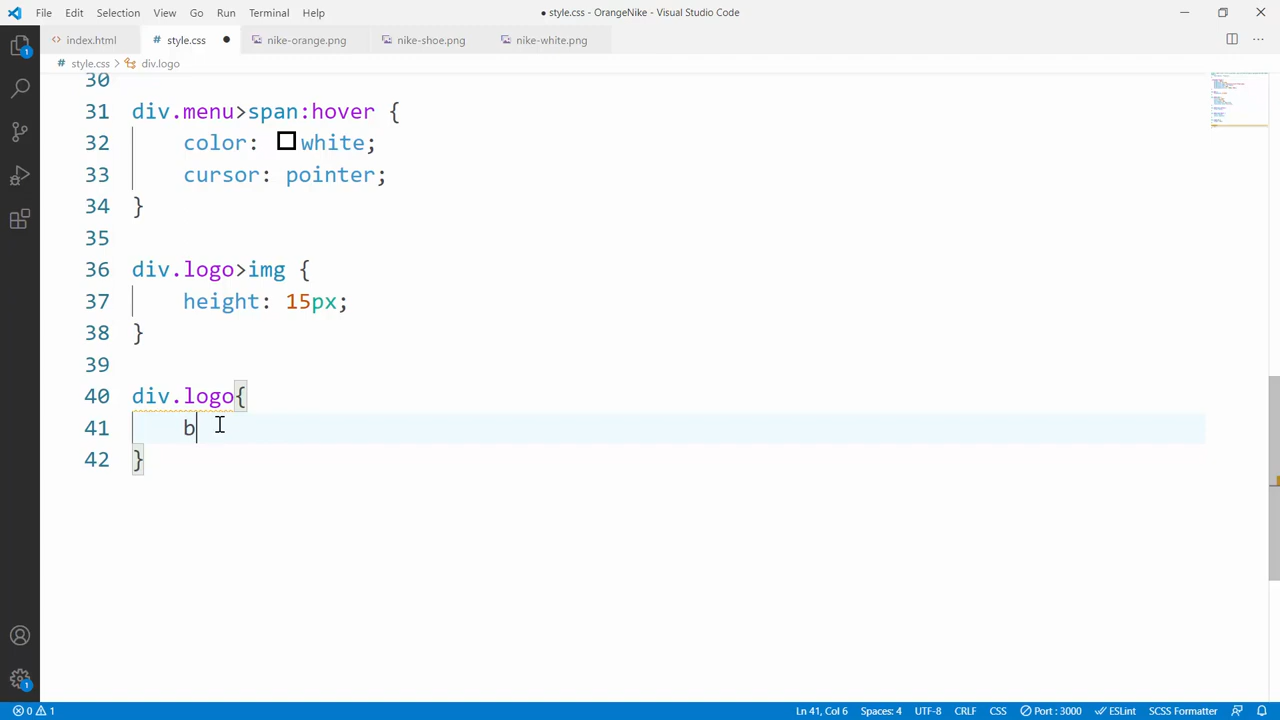 File Edit Selection View Go Run Terminal Help
● style.css - OrangeNike - Visual Studio Code
<> index.html
# style.css ●
nike-orange.png
nike-shoe.png
nike-white.png
# style.css > div.logo
30
31 div.menu>span:hover {
32 color: white;
33 cursor: pointer;
34 }
35
36 div.logo>img {
37 height: 15px;
38 }
39
40 div.logo{
41 b
42 }
1
1
0 1
Ln 41, Col 6 Spaces: 4 UTF-8 CRLF CSS Port : 3000 ESLint SCSS Formatter